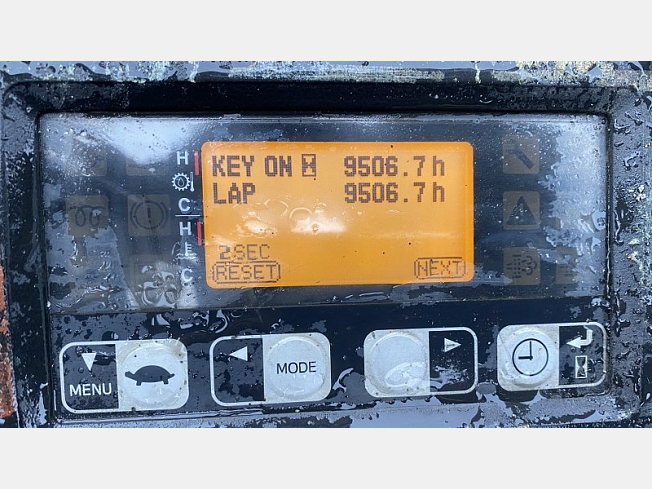 H
KEY ON 9506.7h
LAP 9506.7h
C
H
2SEC
RESET NEXT
C
MENU MODE